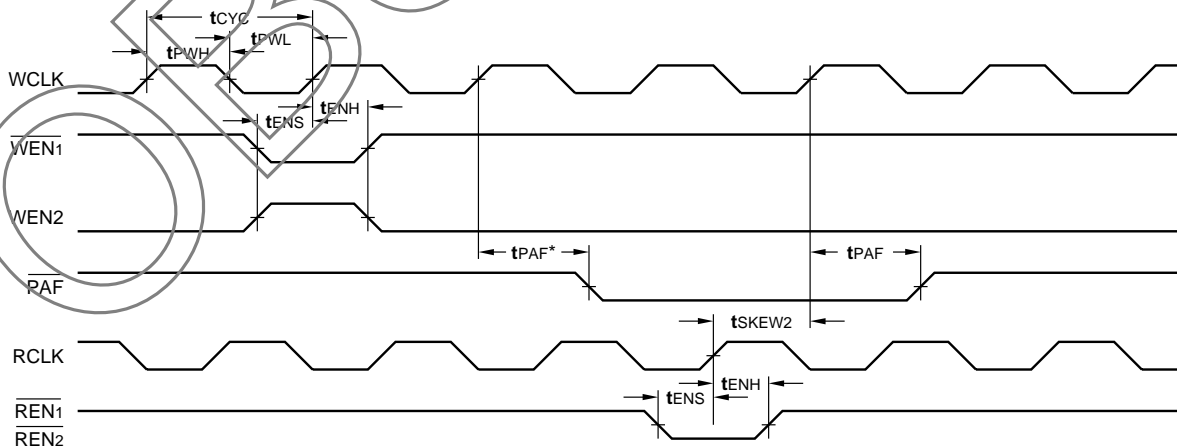 tCYC
tPWH
tPWL
WCLK
tENH
tENS
WEN1
WEN2
tPAF*
tPAF
PAF
tSKEW2
RCLK
tENH
tENS
REN1
REN2